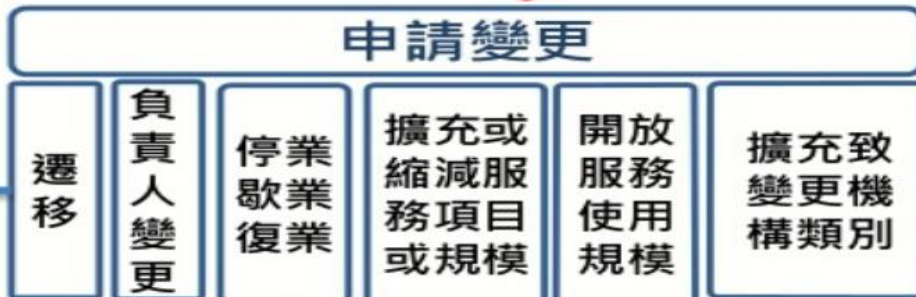 申請變更
遷
移
負
責
人
變
更
停業
歇業
復業
擴充或
縮減服
務項目
或規模
開放
服務
使用
規模
擴充致
變更機
構類別